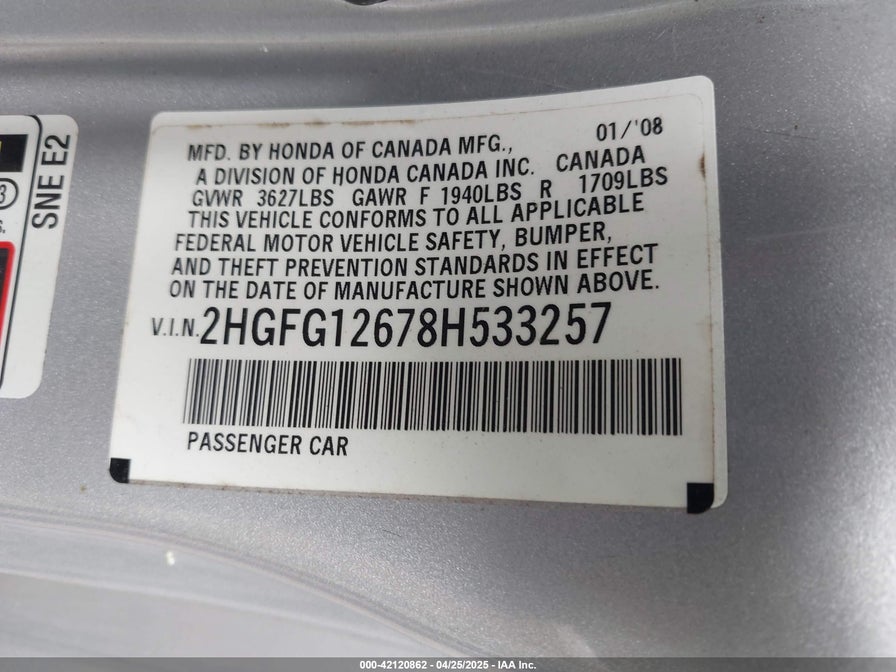 MFD. BY HONDA OF CANADA MFG., 01/'08
A DIVISION OF HONDA CANADA INC. CANADA
GVWR 3627LBS GAWR F 1940LBS R 1709LBS
THIS VEHICLE CONFORMS TO ALL APPLICABLE
FEDERAL MOTOR VEHICLE SAFETY, BUMPER,
AND THEFT PREVENTION STANDARDS IN EFFECT
ON THE DATE OF MANUFACTURE SHOWN ABOVE.
V.I.N. 2HGFG12678H533257
PASSENGER CAR
SNE E2
3
000-42120862 - 04/25/2025 - IAA Inc.